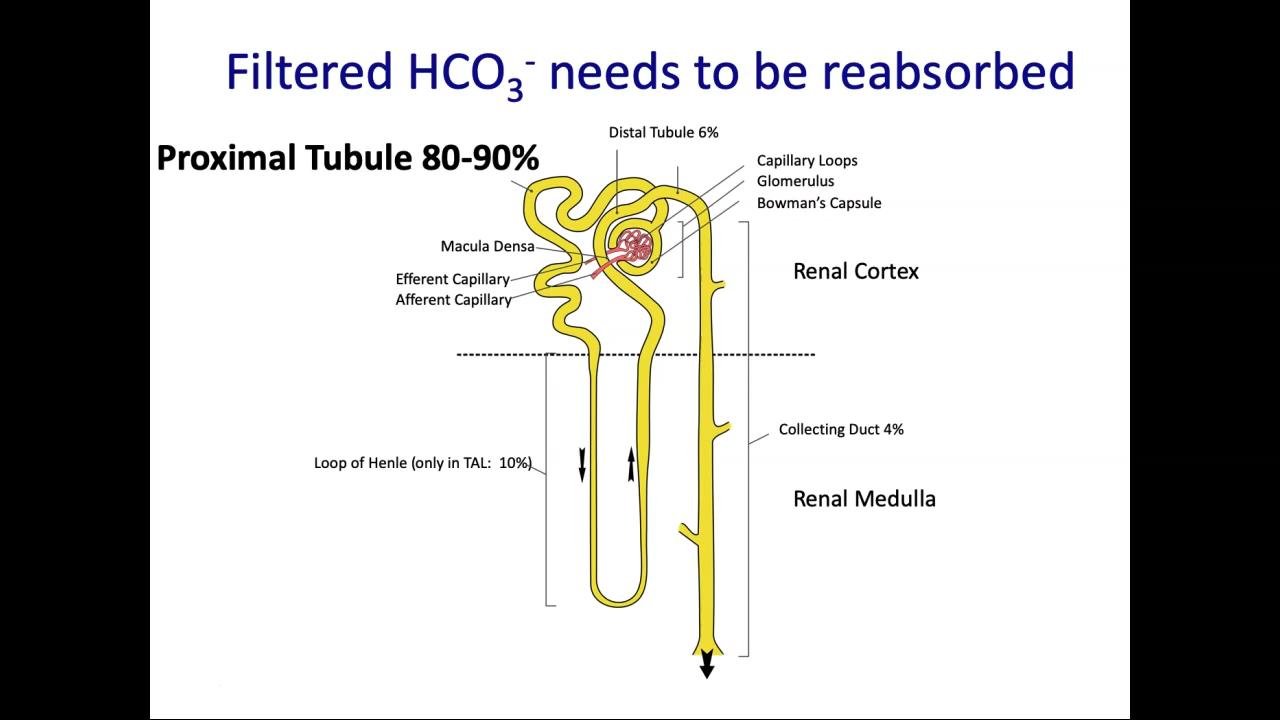 Filtered HCO₃⁻ needs to be reabsorbed
Distal Tubule 6%
Proximal Tubule 80-90%
Capillary Loops
Glomerulus
Bowman's Capsule
Macula Densa
Efferent Capillary
Afferent Capillary
Renal Cortex
Collecting Duct 4%
Loop of Henle (only in TAL:  10%)
Renal Medulla